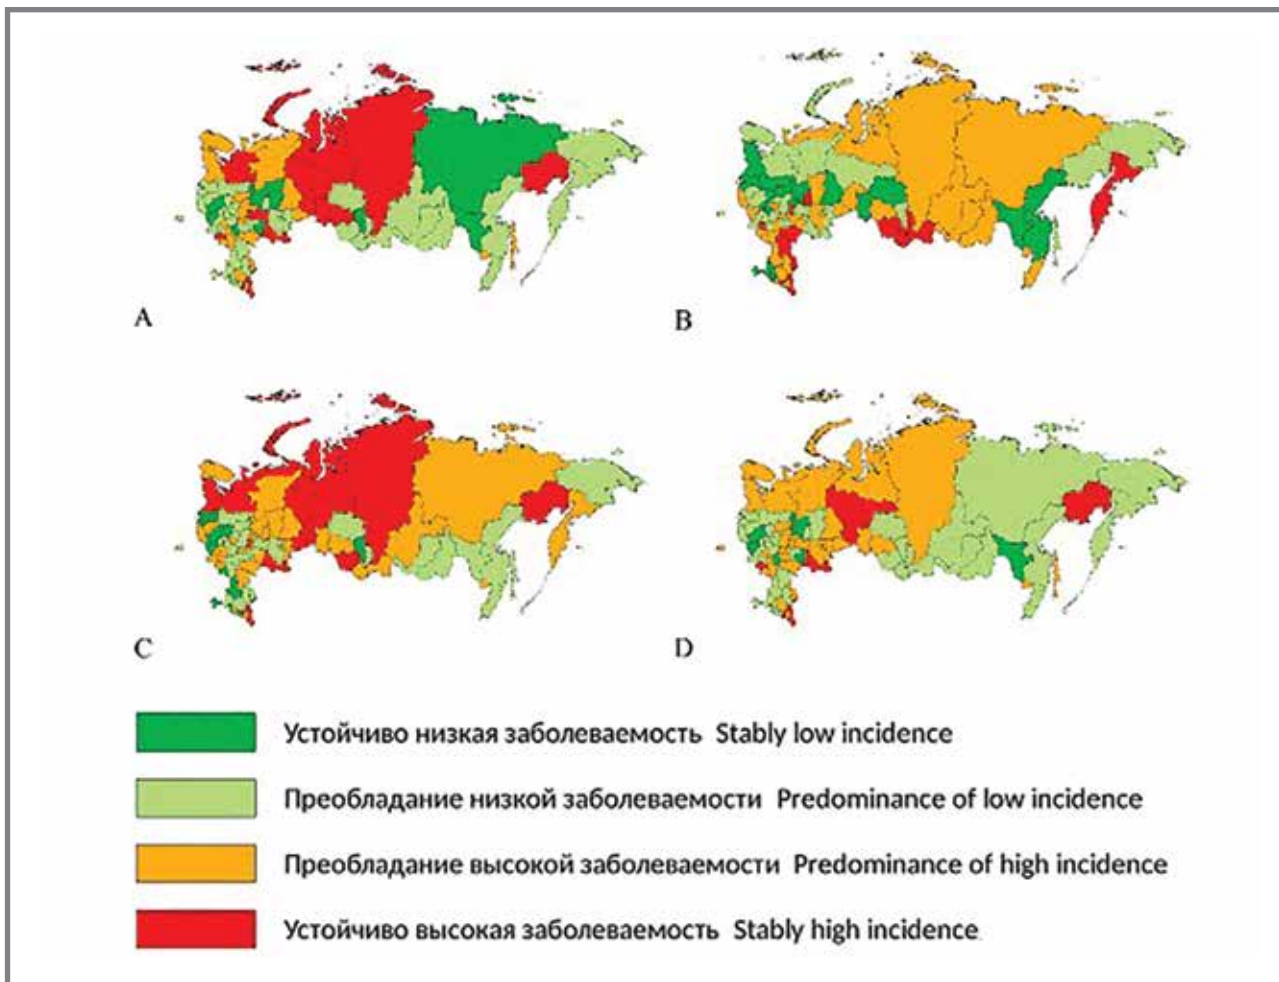 A
B
C
D
Устойчиво низкая заболеваемость Stably low incidence
Преобладание низкой заболеваемости Predominance of low incidence
Преобладание высокой заболеваемости Predominance of high incidence
Устойчиво высокая заболеваемость Stably high incidence